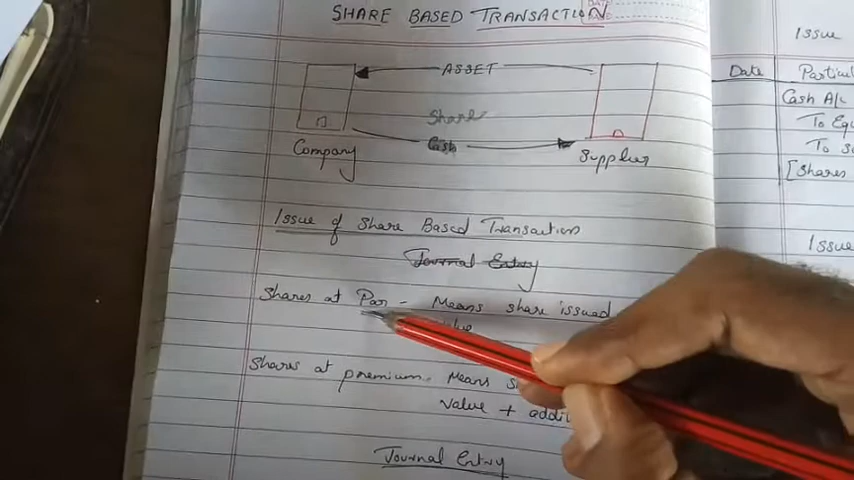 SHARE BASED TRANSACTION
ASSET
Share
Cash
Company
Supplier
Issue of Share Based Transaction
Journal Entry
Shares at Par - Means share issued
Shares at premium - Means
value +
Journal Entry
Issue
Date Particul
Cash A/c
To Eq
To S
[Shares
Issue